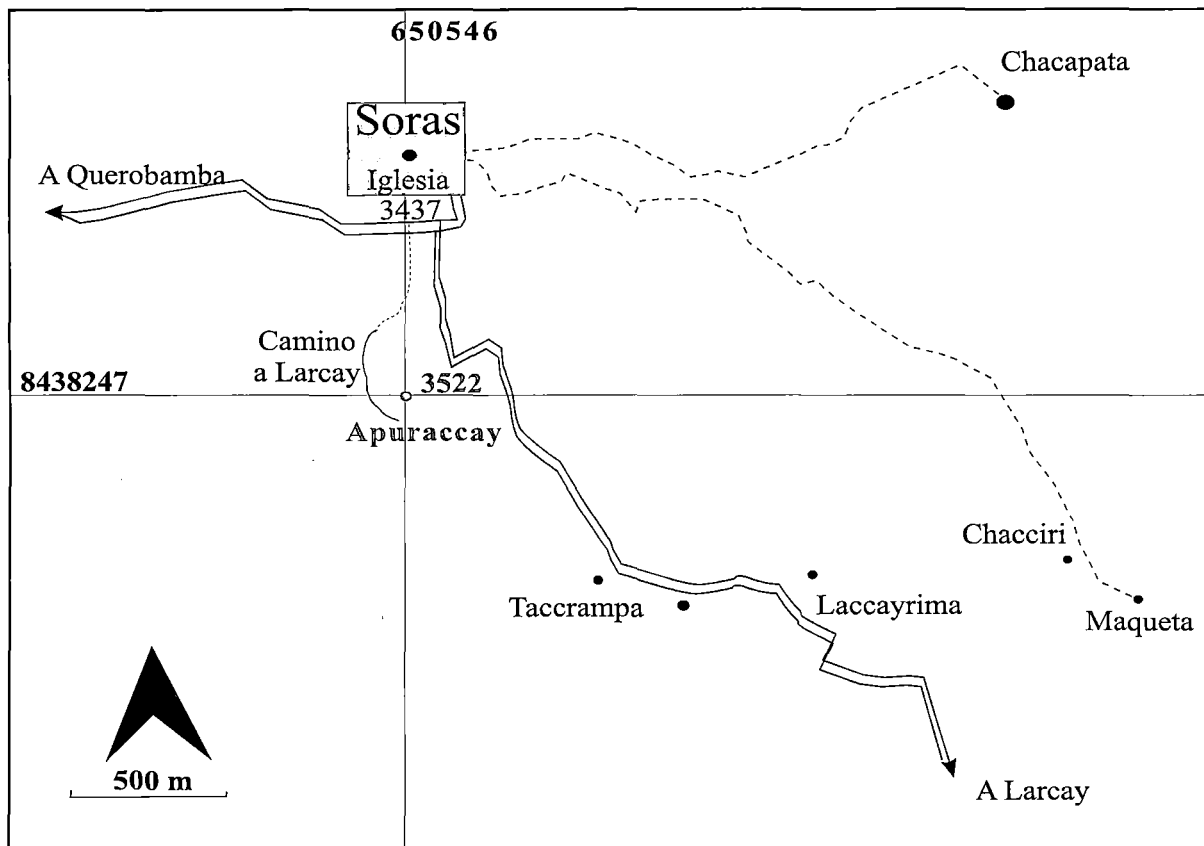 650546
Chacapata
Soras
A Querobamba
Iglesia
3437
Camino
a Larcay
8438247
3522
Apuraccay
Chacciri
Taccrampa
Laccayrima
Maqueta
500 m
A Larcay